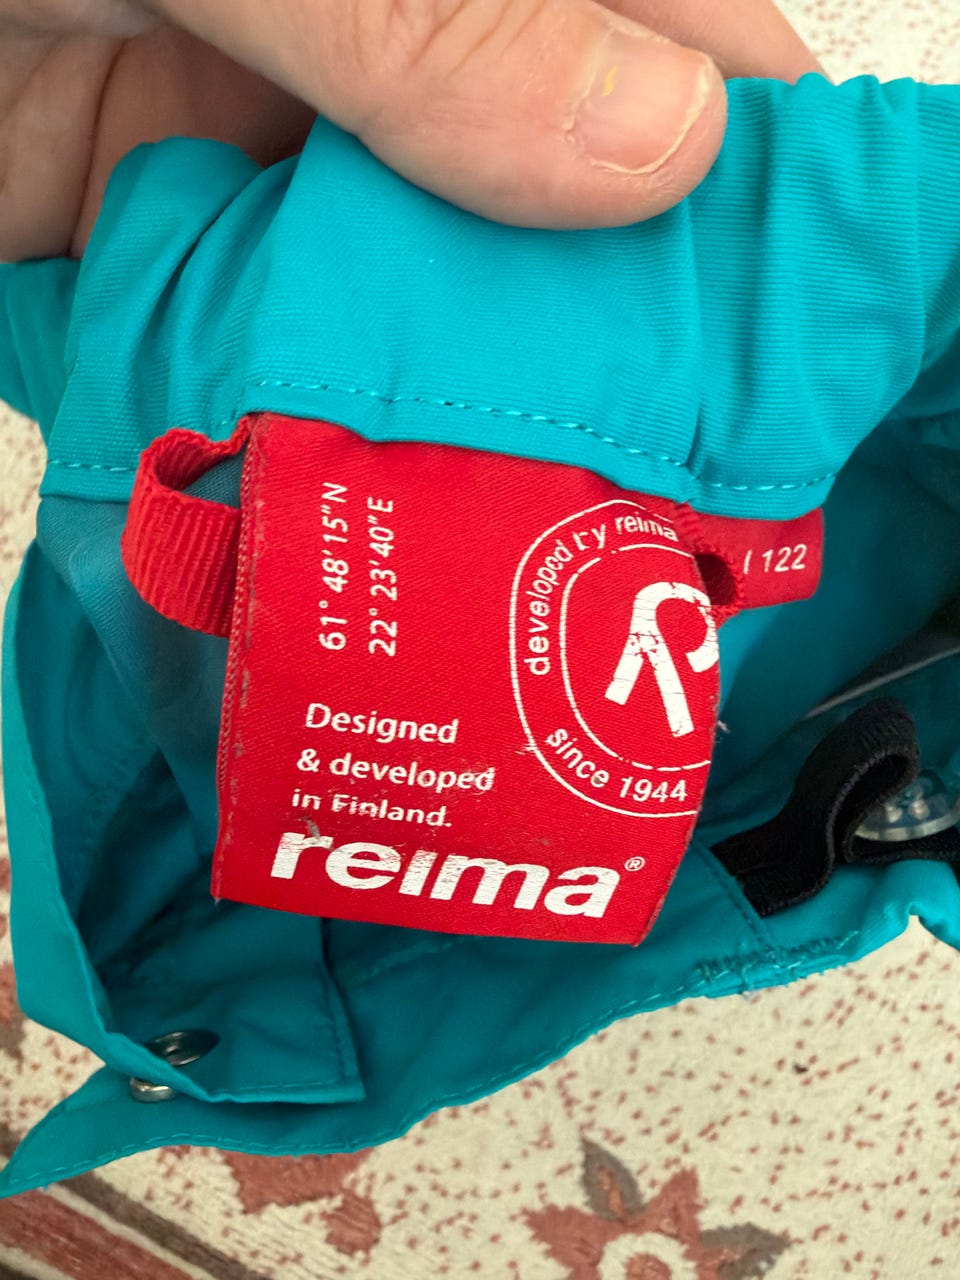 61° 48' 15" N
22° 23' 40" E
developed by reima
since 1944
122
Designed
& developed
in Finland.
reima®